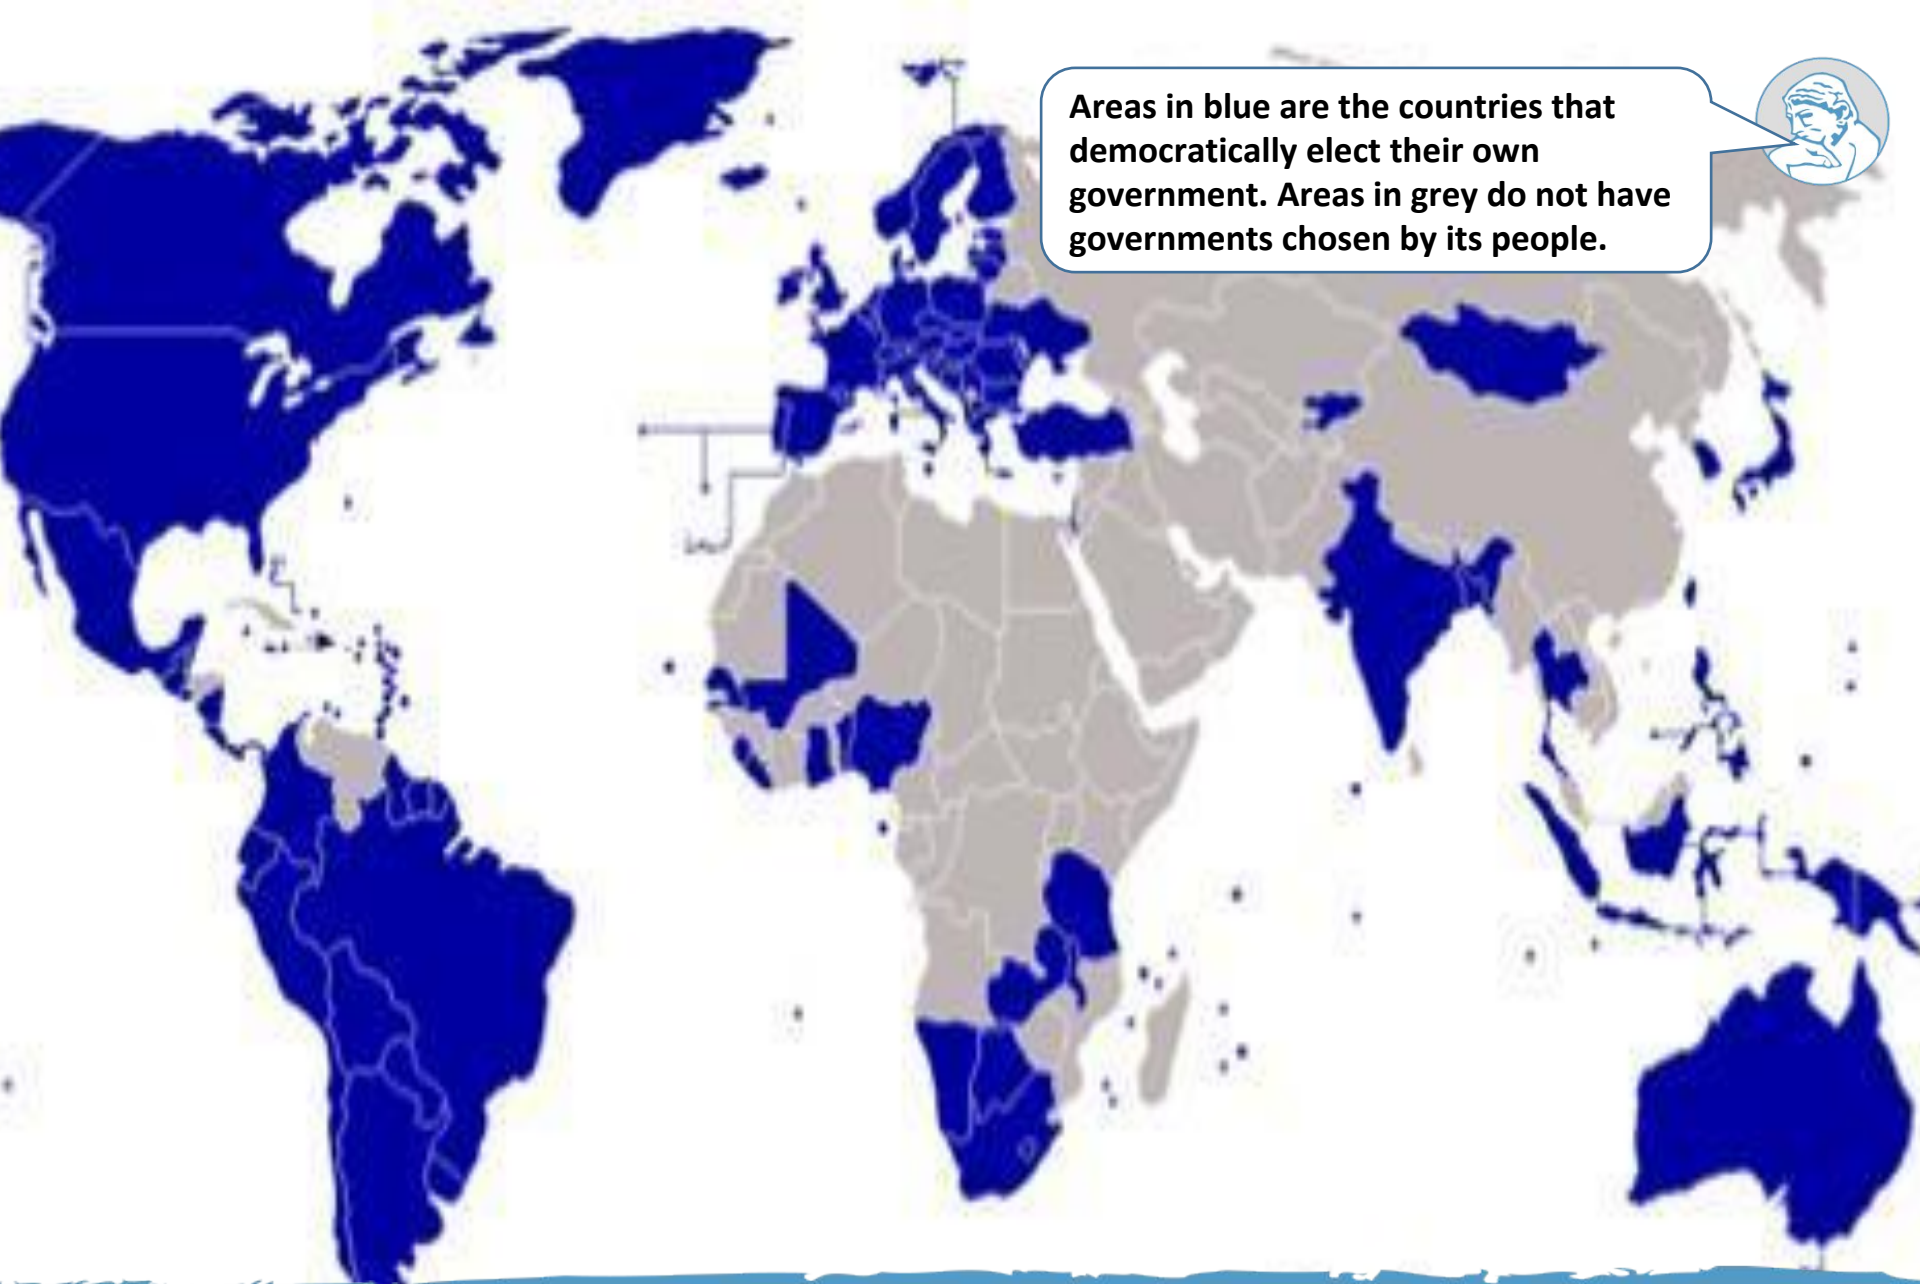 Areas in blue are the countries that
democratically elect their own
government. Areas in grey do not have
governments chosen by its people.